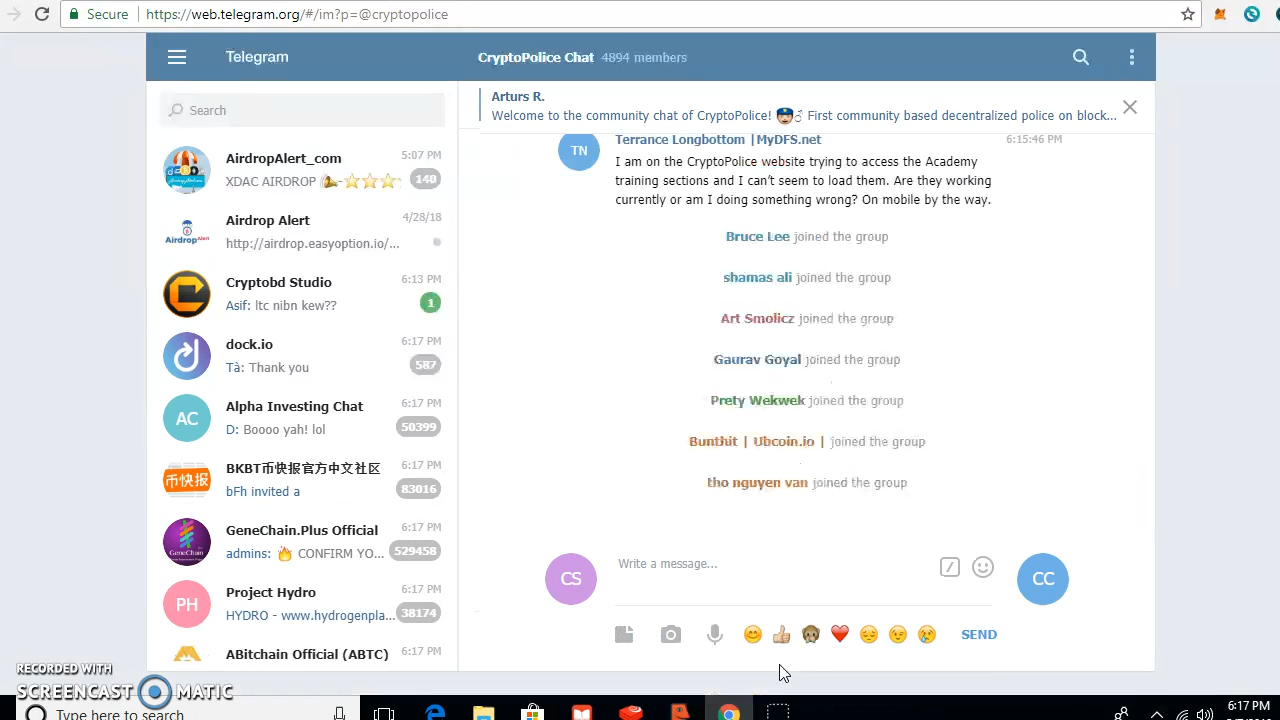 Secure https://web.telegram.org/#/im?p=@cryptopolice
Telegram
CryptoPolice Chat 4894 members
Search
Arturs R.
Welcome to the community chat of CryptoPolice! First community based decentralized police on block...
AirdropAlert_com 5:07 PM
XDAC AIRDROP 140
Airdrop Alert 4/28/18
http://airdrop.easyoption.io/...
AirdropAlert
Cryptobd Studio 6:13 PM
Asif: ltc nibn kew?? 1
dock.io 6:17 PM
Tà: Thank you 587
AC
Alpha Investing Chat 6:17 PM
D: Boooo yah! lol 50399
币快报
BKBT币快报官方中文社区 6:17 PM
bFh invited a 83016
GeneChain
GeneChain.Plus Official 6:17 PM
admins: CONFIRM YO... 529458
PH
Project Hydro 6:17 PM
HYDRO - www.hydrogenpla... 38174
ABitchain Official (ABTC) 6:17 PM
TN
Terrance Longbottom |MyDFS.net 6:15:46 PM
I am on the CryptoPolice website trying to access the Academy
training sections and I can't seem to load them. Are they working
currently or am I doing something wrong? On mobile by the way.
Bruce Lee joined the group
shamas ali joined the group
Art Smolicz joined the group
Gaurav Goyal joined the group
Prety Wekwek joined the group
Bunthit | Ubcoin.io | joined the group
tho nguyen van joined the group
CS
Write a message...
CC
SEND
RECORDED WITH
SCREENCAST MATIC
Type here to search
6:17 PM